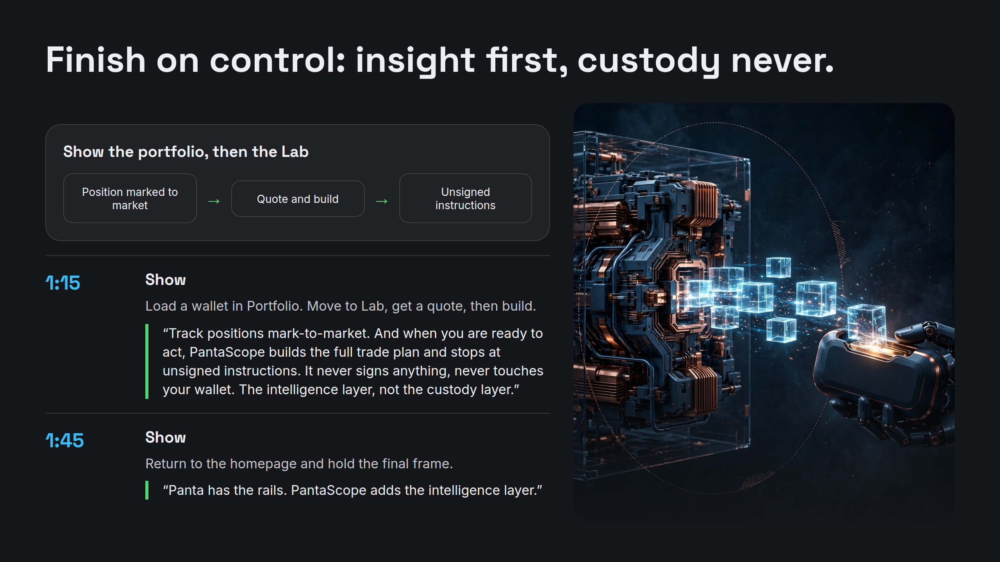 Finish on control: insight first, custody never.
Show the portfolio, then the Lab
Position marked to
market
→
Quote and build
→
Unsigned
instructions
1:15
Show
Load a wallet in Portfolio. Move to Lab, get a quote, then build.
“Track positions mark-to-market. And when you are ready to
act, PantaScope builds the full trade plan and stops at
unsigned instructions. It never signs anything, never touches
your wallet. The intelligence layer, not the custody layer.”
1:45
Show
Return to the homepage and hold the final frame.
“Panta has the rails. PantaScope adds the intelligence layer.”